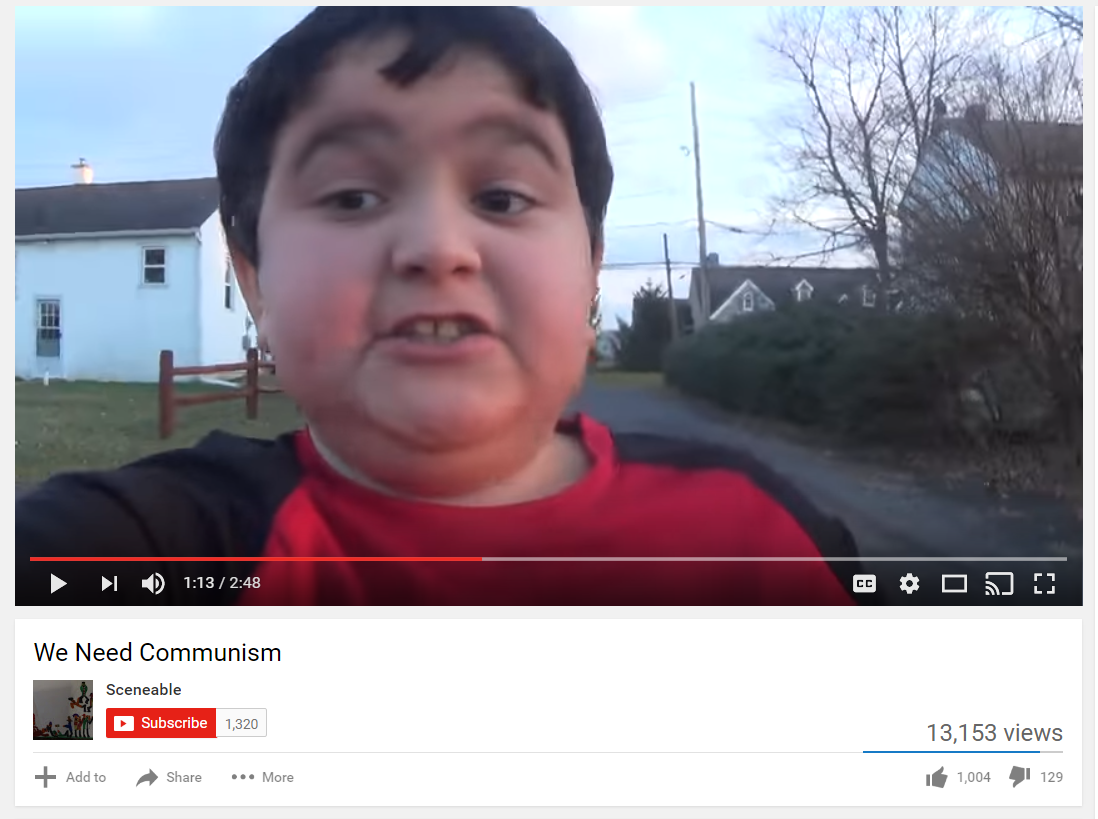 1:13 / 2:48
CC
We Need Communism
Sceneable
Subscribe 1,320
13,153 views
Add to Share More 1,004 129